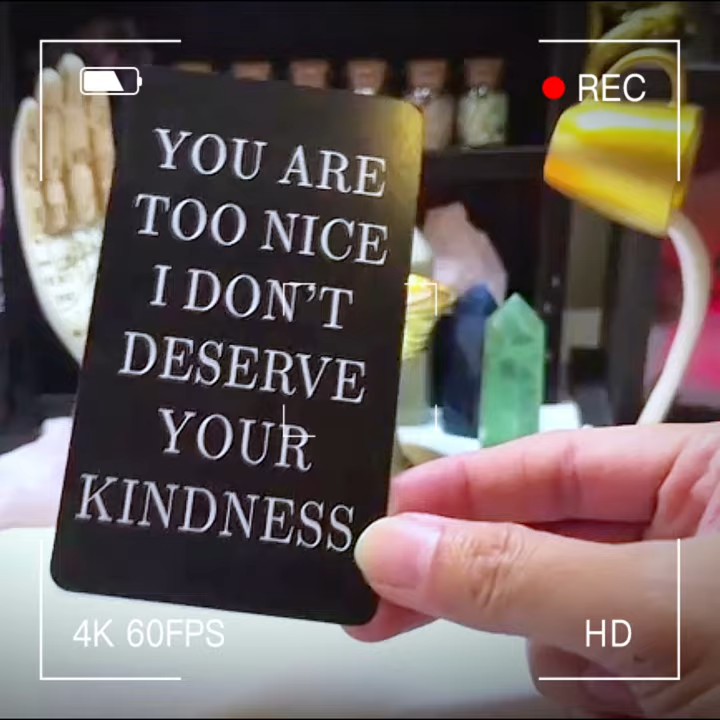 REC
YOU ARE
TOO NICE
I DON'T
DESERVE
YOUR
KINDNESS
4K 60FPS
HD